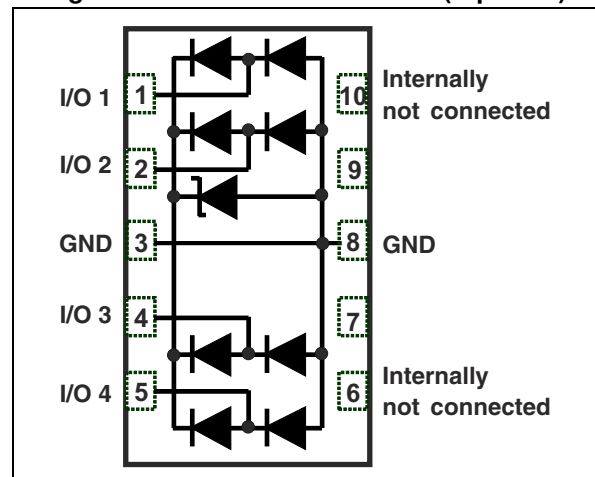 I/O 1
1
I/O 2
2
GND
3
I/O 3
4
I/O 4
5
10
Internally
not connected
9
8
GND
7
6
Internally
not connected